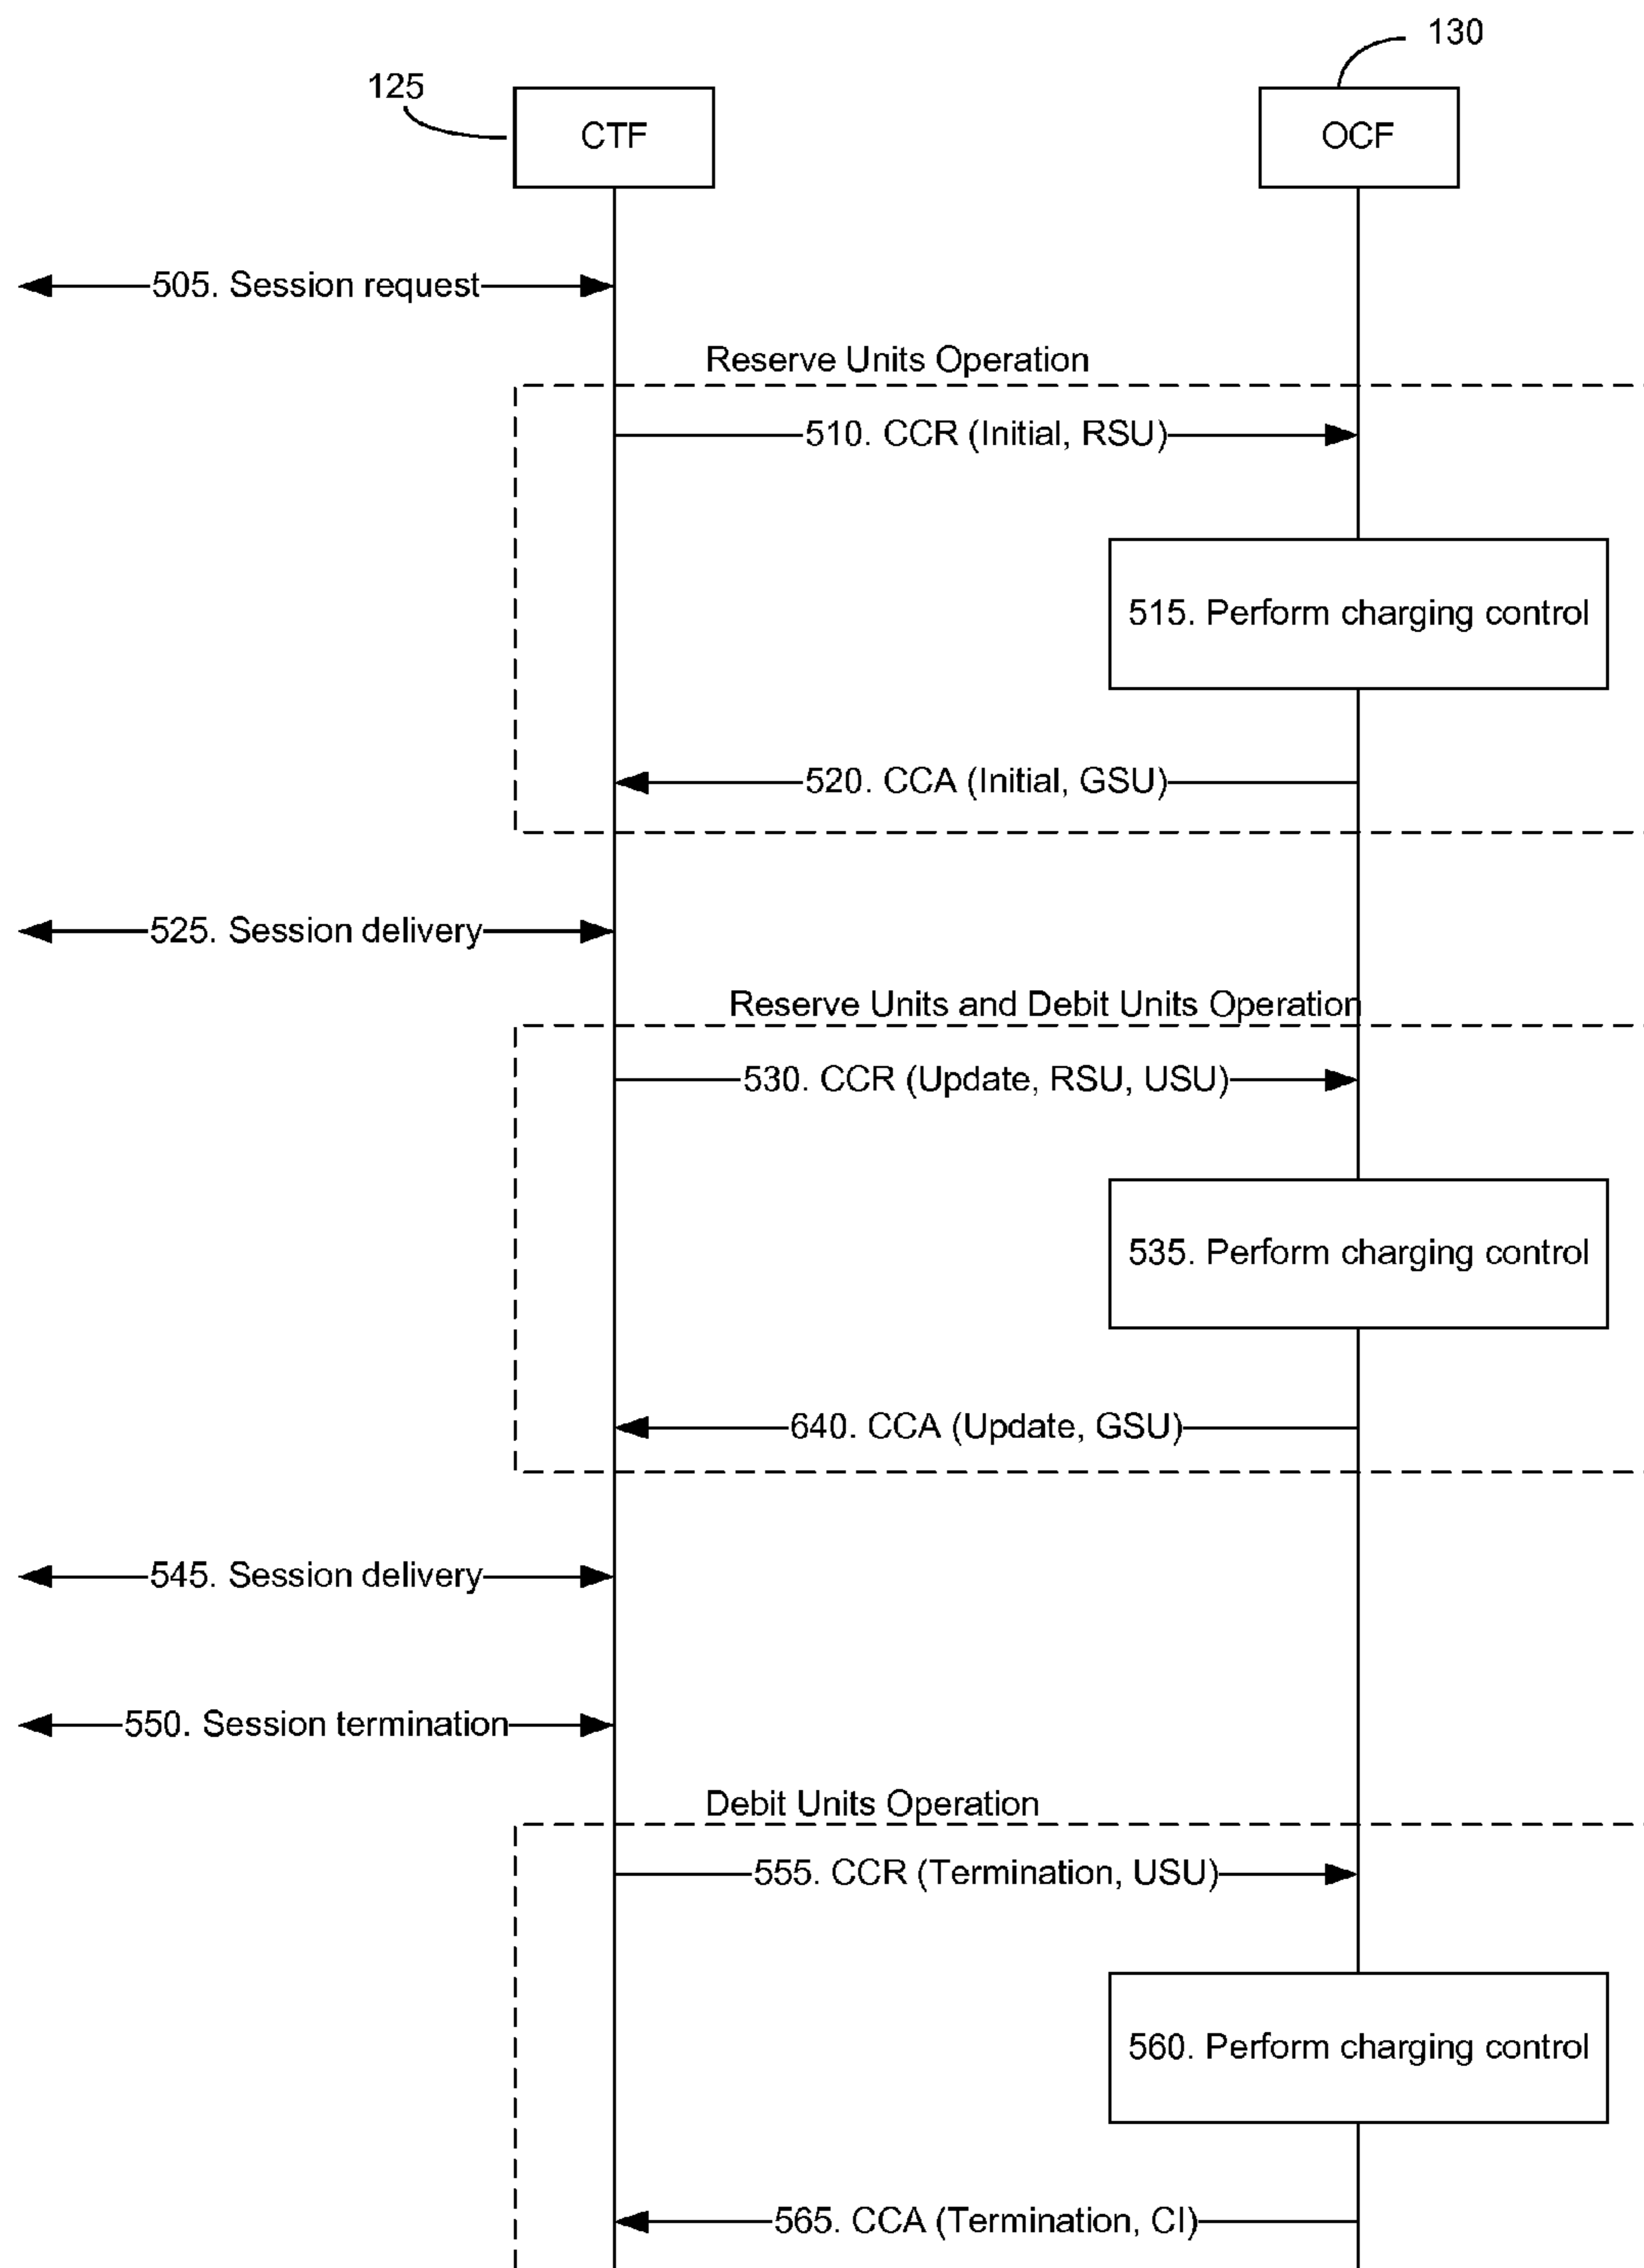 130
125
CTF
OCF
505. Session request
Reserve Units Operation
510. CCR (Initial, RSU)
515. Perform charging control
520. CCA (Initial, GSU)
525. Session delivery
Reserve Units and Debit Units Operation
530. CCR (Update, RSU, USU)
535. Perform charging control
640. CCA (Update, GSU)
545. Session delivery
550. Session termination
Debit Units Operation
555. CCR (Termination, USU)
560. Perform charging control
565. CCA (Termination, CI)